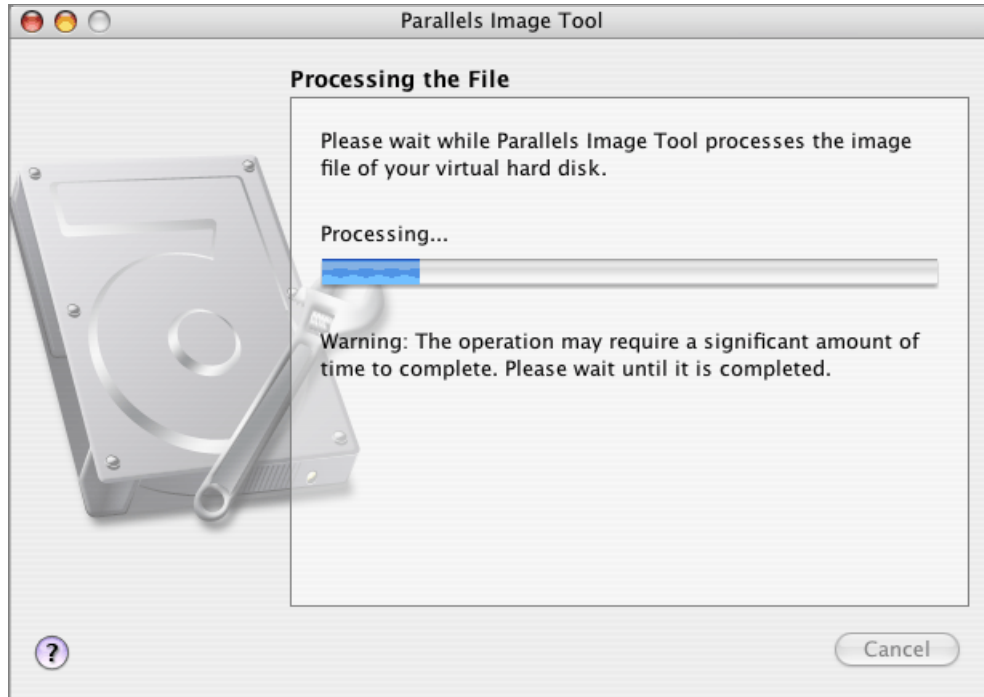 Parallels Image Tool
Processing the File
Please wait while Parallels Image Tool processes the image
file of your virtual hard disk.
Processing...
Warning: The operation may require a significant amount of
time to complete. Please wait until it is completed.
?
Cancel